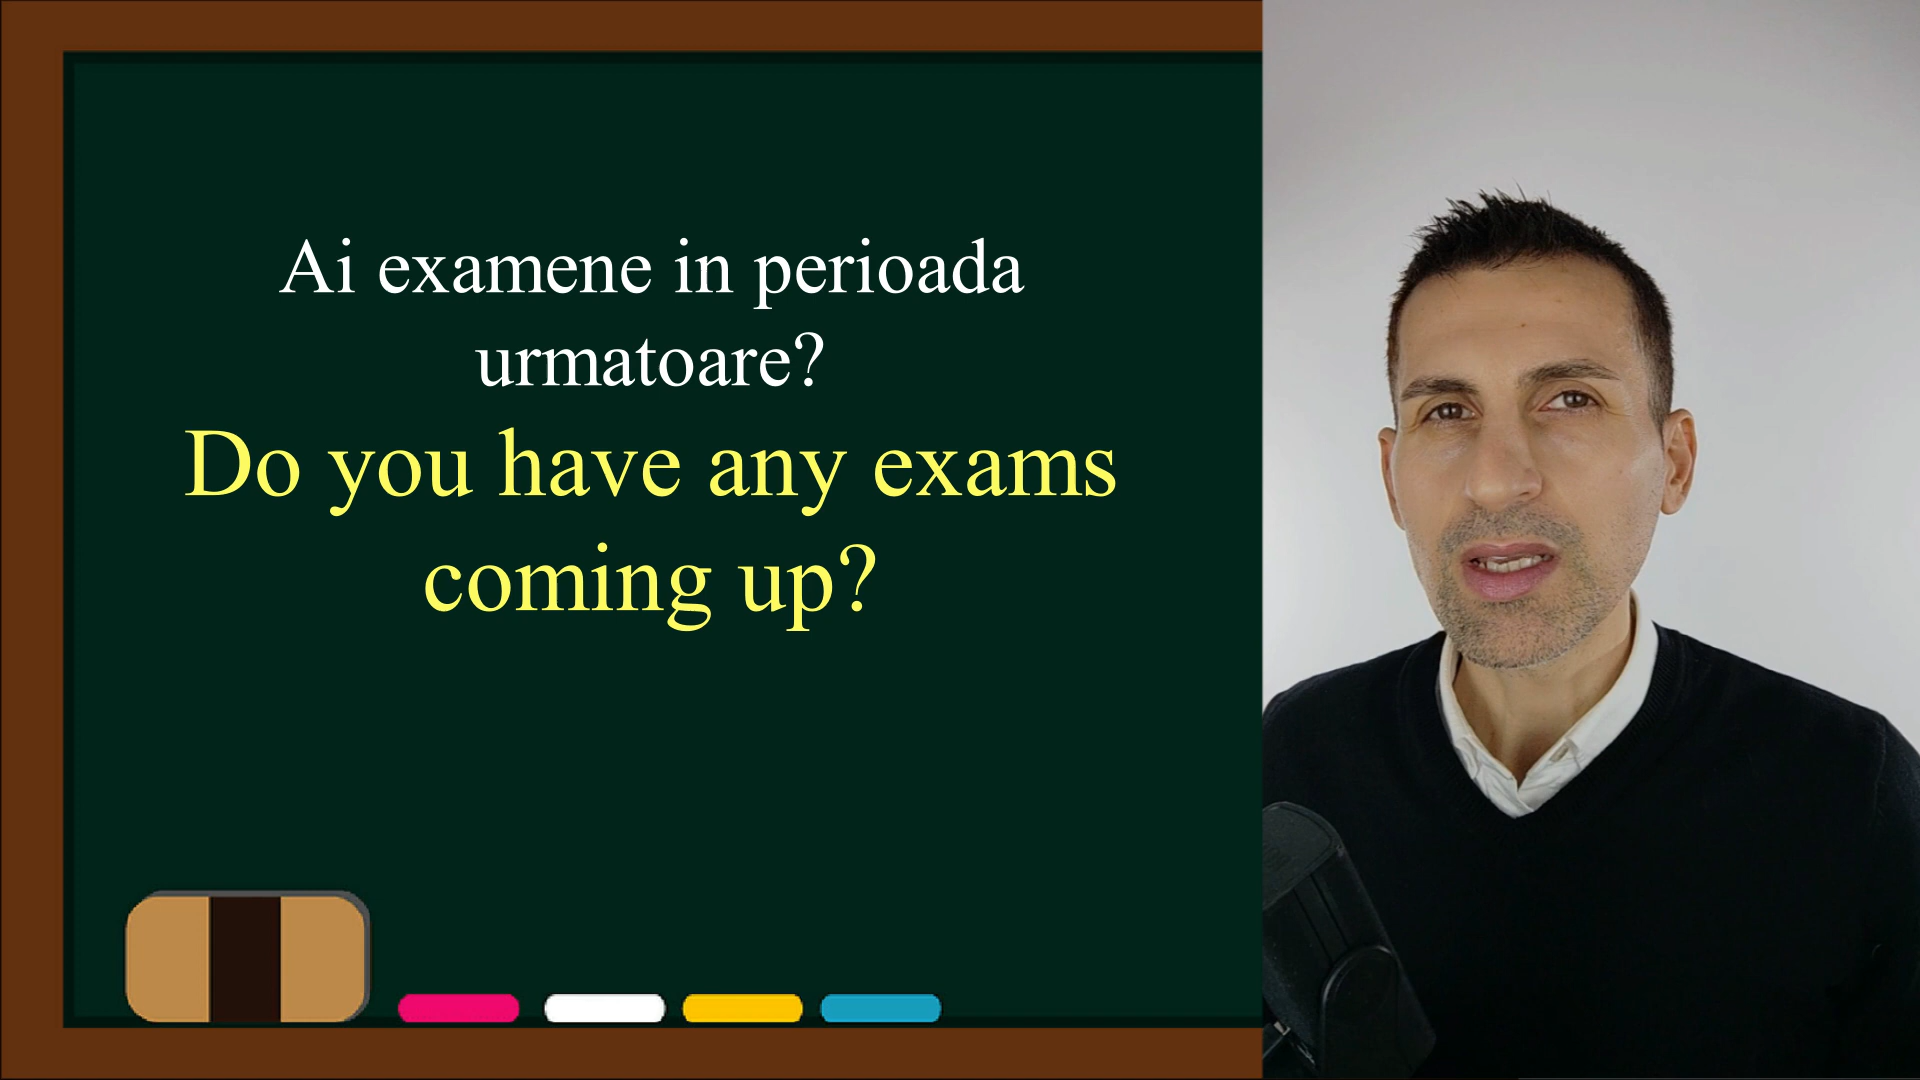 Ai examene in perioada
urmatoare?
Do you have any exams
coming up?